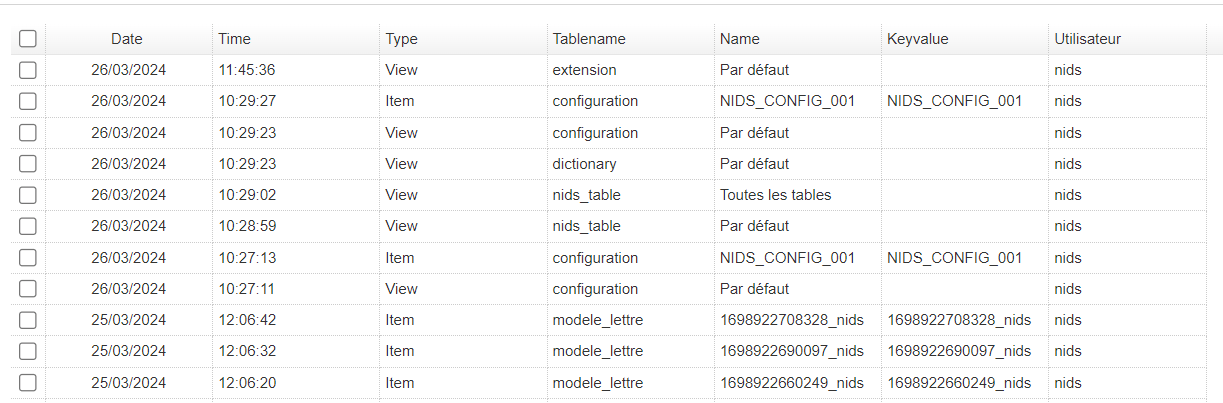 Date Time Type Tablename Name Keyvalue Utilisateur
26/03/2024 11:45:36 View extension Par défaut nids
26/03/2024 10:29:27 Item configuration NIDS_CONFIG_001 NIDS_CONFIG_001 nids
26/03/2024 10:29:23 View configuration Par défaut nids
26/03/2024 10:29:23 View dictionary Par défaut nids
26/03/2024 10:29:02 View nids_table Toutes les tables nids
26/03/2024 10:28:59 View nids_table Par défaut nids
26/03/2024 10:27:13 Item configuration NIDS_CONFIG_001 NIDS_CONFIG_001 nids
26/03/2024 10:27:11 View configuration Par défaut nids
25/03/2024 12:06:42 Item modele_lettre 1698922708328_nids 1698922708328_nids nids
25/03/2024 12:06:32 Item modele_lettre 1698922690097_nids 1698922690097_nids nids
25/03/2024 12:06:20 Item modele_lettre 1698922660249_nids 1698922660249_nids nids